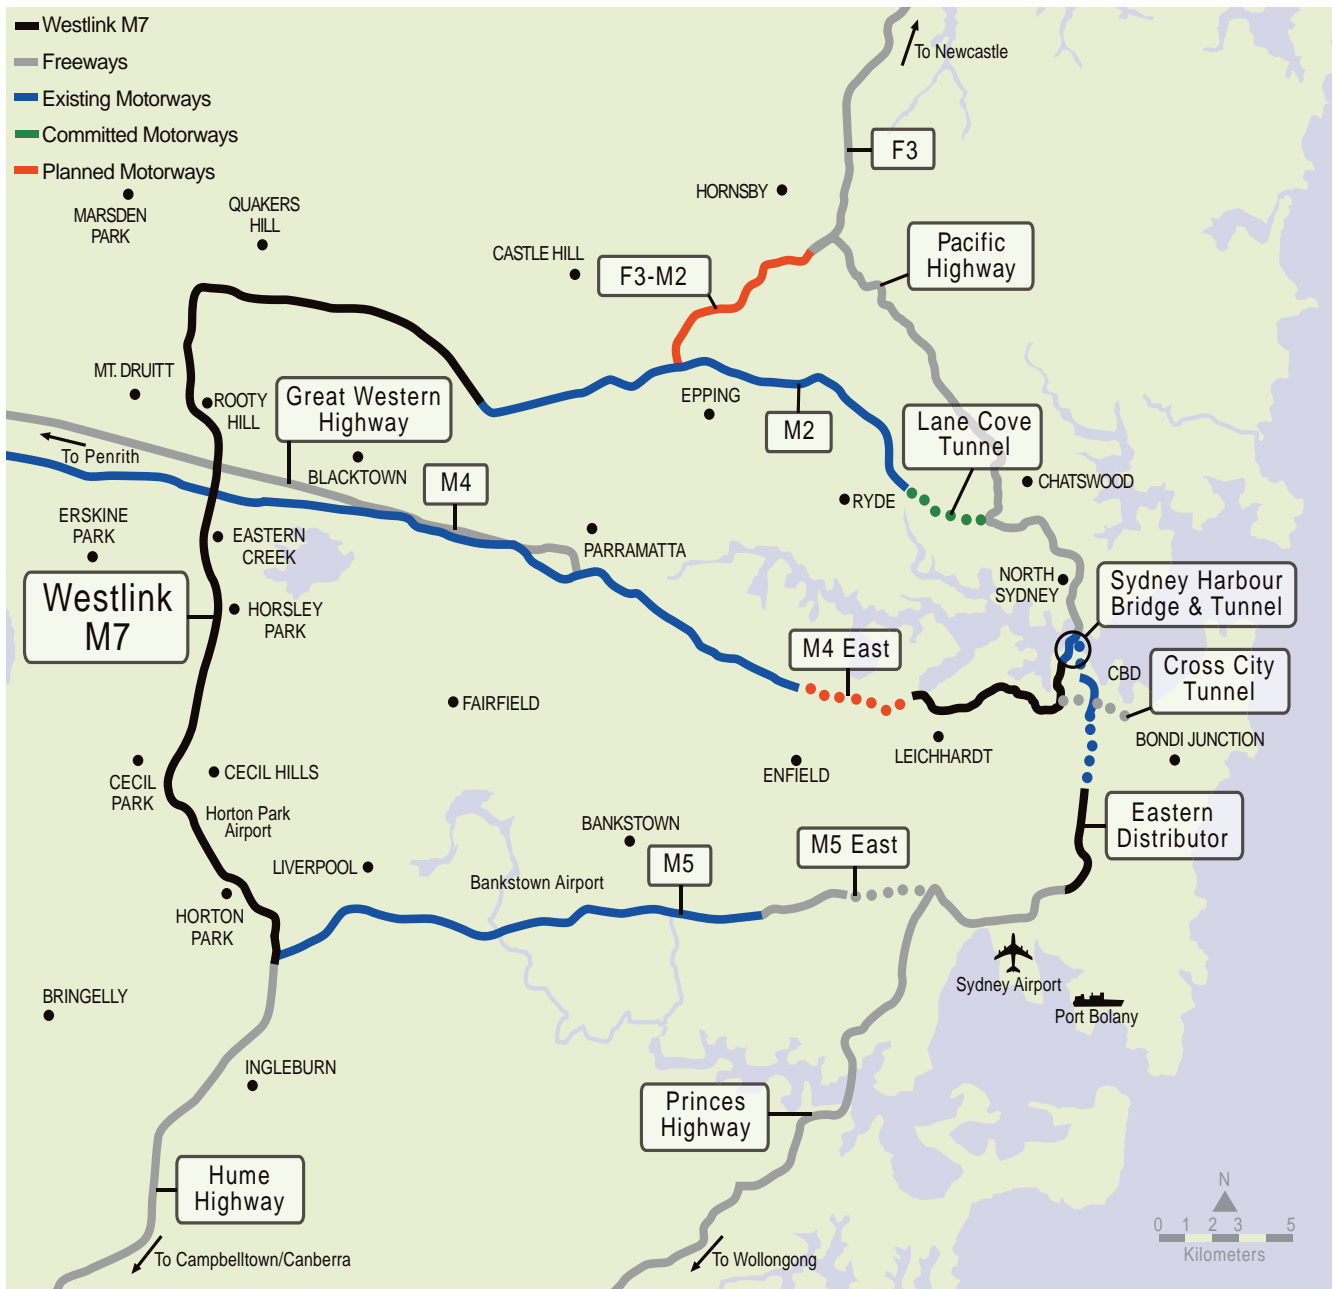 Westlink M7
Freeways
Existing Motorways
Committed Motorways
Planned Motorways
To Newcastle
F3
HORNSBY
MARSDEN
PARK
QUAKERS
HILL
CASTLE HILL
F3-M2
Pacific
Highway
MT. DRUITT
ROOTY
HILL
Great Western
Highway
EPPING
M2
Lane Cove
Tunnel
To Penrith
BLACKTOWN
M4
CHATSWOOD
RYDE
ERSKINE
PARK
EASTERN
CREEK
PARRAMATTA
NORTH
SYDNEY
Sydney Harbour
Bridge & Tunnel
Westlink
M7
HORSLEY
PARK
M4 East
CBD
Cross City
Tunnel
FAIRFIELD
LEICHHARDT
BONDI JUNCTION
CECIL
PARK
CECIL HILLS
ENFIELD
Horton Park
Airport
BANKSTOWN
M5 East
Eastern
Distributor
LIVERPOOL
Bankstown Airport
M5
HORTON
PARK
Sydney Airport
BRINGELLY
Port Bolany
INGLEBURN
Princes
Highway
Hume
Highway
N
0 1 2 3 5
Kilometers
To Campbelltown/Canberra
To Wollongong